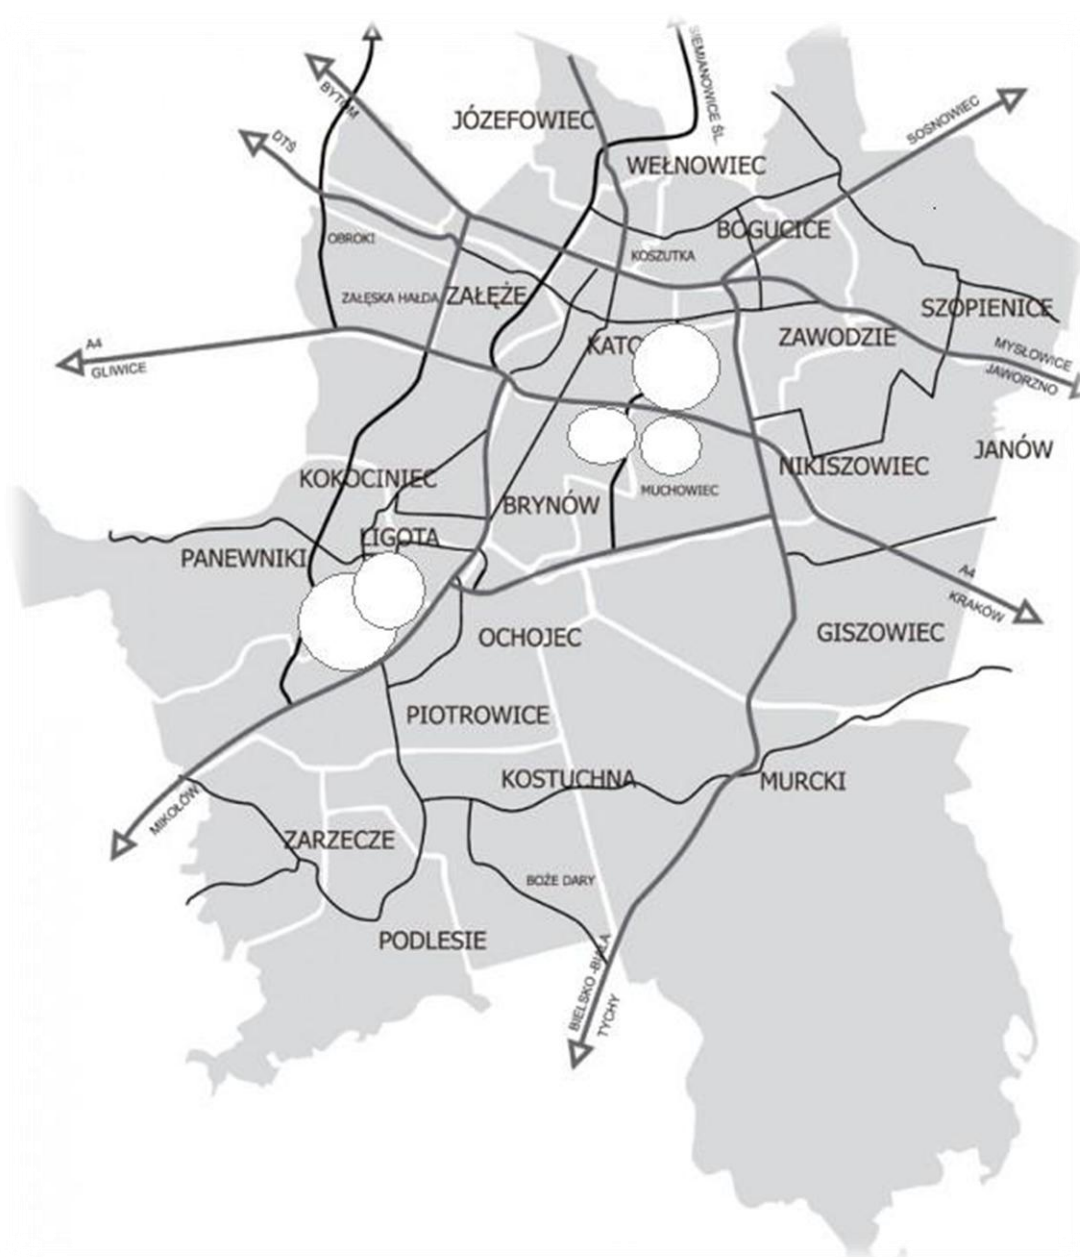 BYTOM
DTŚ
JÓZEFOWIEC
SIEMIANOWICE ŚL.
SOSNOWIEC
WEŁNOWIEC
BOGUCICE
OBROKI
KOSZUTKA
ZAŁĘSKA HAŁDA
ZAŁĘŻE
SZOPIENICE
ZAWODZIE
KATO
A4
GLIWICE
MYSŁOWICE
JAWORZNO
JANÓW
KOKOCINIEC
NIKISZOWIEC
MUCHOWIEC
BRYNÓW
LIGOTA
PANEWNIKI
A4
KRAKÓW
OCHOJEC
GISZOWIEC
PIOTROWICE
KOSTUCHNA
MURCKI
MIKOŁÓW
ZARZECZE
BOŻE DARY
PODLESIE
BIELSKO -BIAŁA
TYCHY